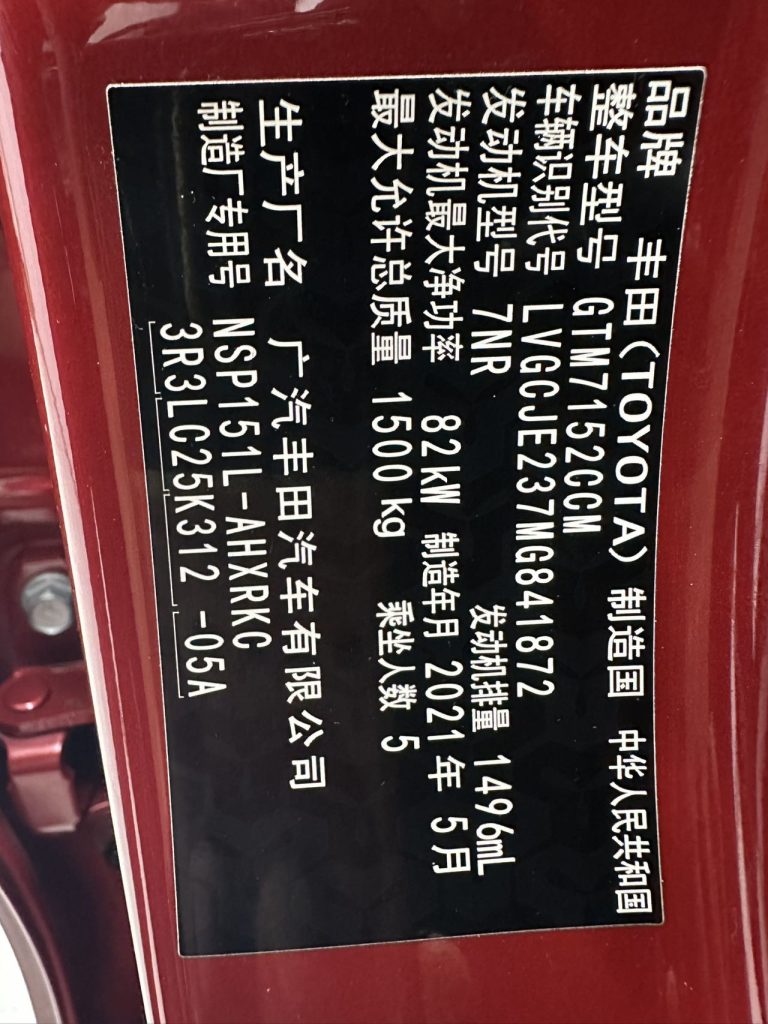 品牌 丰田(TOYOTA) 制造国 中华人民共和国
整车型号 GTM7152CCM
车辆识别代号 LVGCJE237MG841872
发动机型号 7NR 发动机排量 1496mL
发动机最大净功率 82kW 制造年月 2021年 5月
最大允许总质量 1500kg 乘坐人数 5
生产厂名 广汽丰田汽车有限公司
制造厂专用号 NSP151L-AHXRKC
3R3LC25K312 -05A